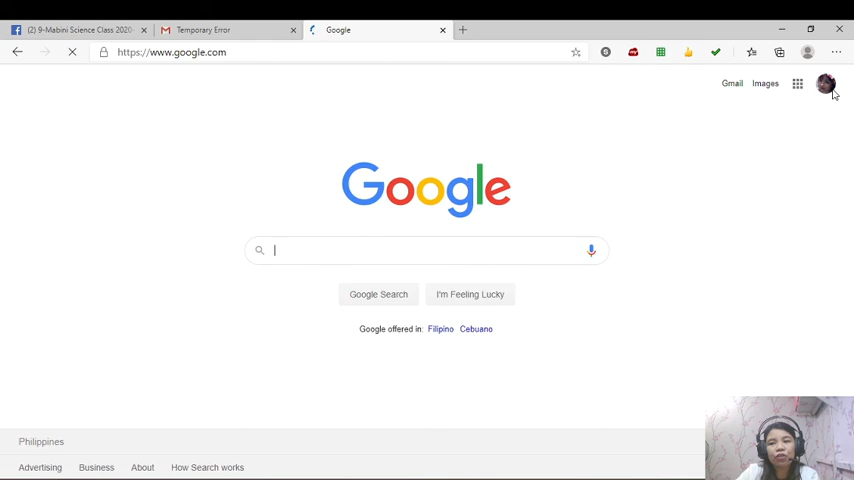 (2) 9-Mabini Science Class 2020-
Temporary Error
Google
https://www.google.com
Gmail Images
Google
Google Search I'm Feeling Lucky
Google offered in: Filipino Cebuano
Philippines
Advertising Business About How Search works